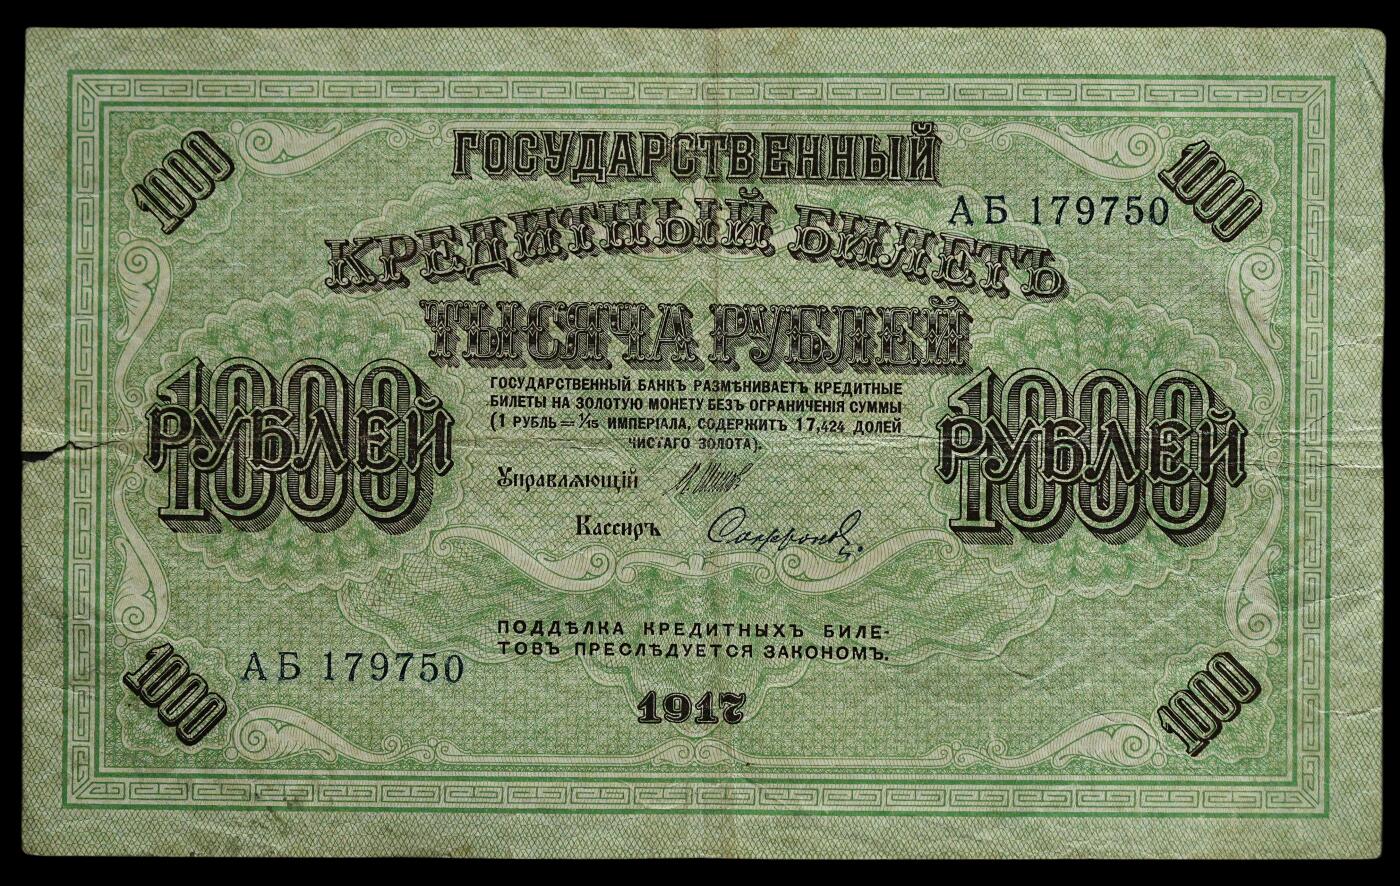 1000
1000
ГОСУДАРСТВЕННЫЙ
АБ 179750
КРЕДИТНЫЙ БИЛЕТЪ
ТЫСЯЧА РУБЛЕЙ
1000
РУБЛЕЙ
1000
РУБЛЕЙ
ГОСУДАРСТВЕННЫЙ БАНКЪ РАЗМѢНИВАЕТЪ КРЕДИТНЫЕ
БИЛЕТЫ НА ЗОЛОТУЮ МОНЕТУ БЕЗЪ ОГРАНИЧЕНІЯ СУММЫ
(1 РУБЛЬ = 1/15 ИМПЕРІАЛА, СОДЕРЖИТЪ 17,424 ДОЛЕЙ
ЧИСТАГО ЗОЛОТА).
Управляющій
Кассиръ
Сафронов
ПОДДѢЛКА КРЕДИТНЫХЪ БИЛЕ-
ТОВЪ ПРЕСЛѢДУЕТСЯ ЗАКОНОМЪ.
АБ 179750
1917
1000
1000